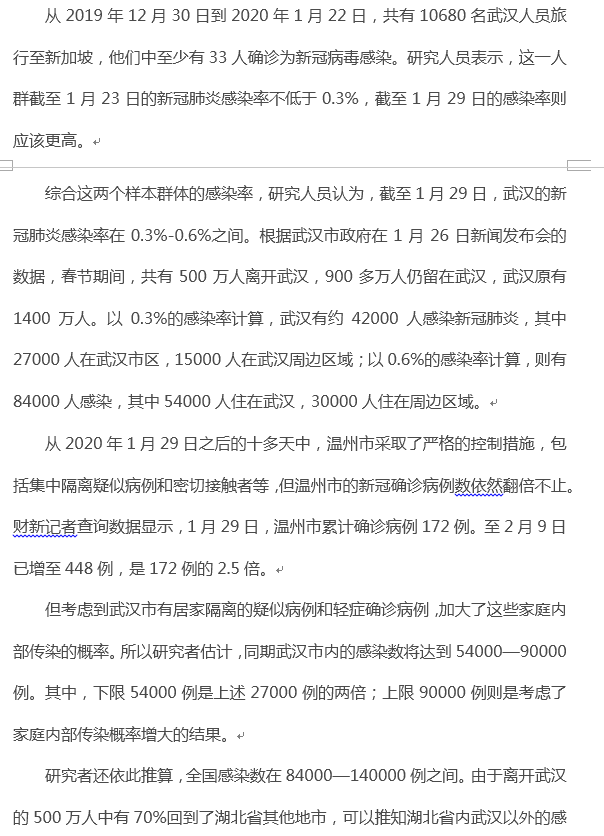 从 2019 年 12 月 30 日到 2020 年 1 月 22 日，共有 10680 名武汉人员旅
行至新加坡，他们中至少有 33 人确诊为新冠病毒感染。研究人员表示，这一人
群截至 1 月 23 日的新冠肺炎感染率不低于 0.3%，截至 1 月 29 日的感染率则
应该更高。
综合这两个样本群体的感染率，研究人员认为，截至 1 月 29 日，武汉的新
冠肺炎感染率在 0.3%-0.6%之间。根据武汉市政府在 1 月 26 日新闻发布会的
数据，春节期间，共有 500 万人离开武汉，900 多万人仍留在武汉，武汉原有
1400 万人。以 0.3%的感染率计算，武汉有约 42000 人感染新冠肺炎，其中
27000 人在武汉市区，15000 人在武汉周边区域；以 0.6%的感染率计算，则有
84000 人感染，其中 54000 人住在武汉，30000 人住在周边区域。
从 2020 年 1 月 29 日之后的十多天中，温州市采取了严格的控制措施，包
括集中隔离疑似病例和密切接触者等，但温州市的新冠确诊病例数依然翻倍不止。
财新记者查询数据显示，1 月 29 日，温州市累计确诊病例 172 例。至 2 月 9 日
已增至 448 例，是 172 例的 2.5 倍。
但考虑到武汉市有居家隔离的疑似病例和轻症确诊病例，加大了这些家庭内
部传染的概率。所以研究者估计，同期武汉市内的感染数将达到 54000—90000
例。其中，下限 54000 例是上述 27000 例的两倍；上限 90000 例则是考虑了
家庭内部传染概率增大的结果。
研究者还依此推算，全国感染数在 84000—140000 例之间。由于离开武汉
的 500 万人中有 70%回到了湖北省其他地市，可以推知湖北省内武汉以外的感